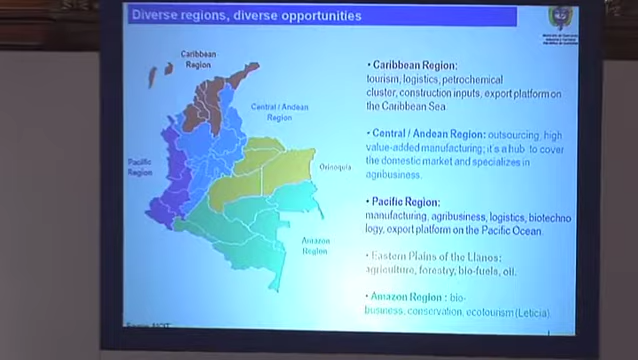 Diverse regions, diverse opportunities
Caribbean
Region
Central / Andean
Region
Pacific
Region
Orinoquia
Amazon
Region
• Caribbean Region:
tourism, logistics, petrochemical
cluster, construction inputs, export platform on
the Caribbean Sea.
• Central / Andean Region: outsourcing, high
value-added manufacturing; it's a hub to cover
the domestic market and specializes in
agribusiness.
• Pacific Region:
manufacturing, agribusiness, logistics, biotechno
logy, export platform on the Pacific Ocean.
• Eastern Plains of the Llanos:
agriculture, forestry, bio-fuels, oil.
• Amazon Region : bio-
business, conservation, ecotourism (Leticia).